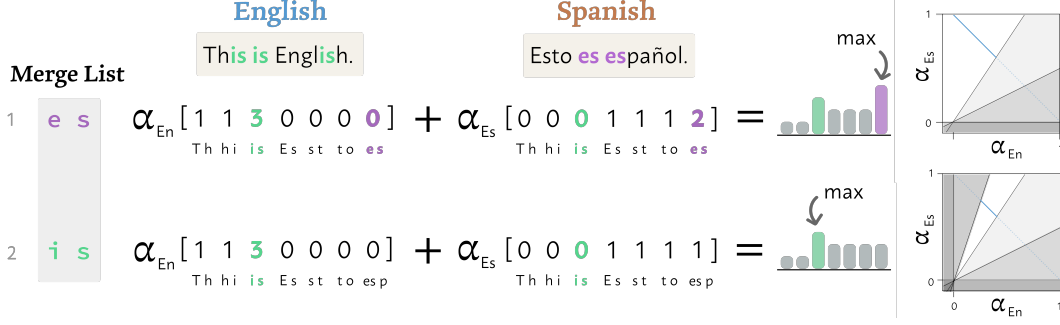 English Spanish
This is English. Esto es español.
Merge List
max
1 e s α En [ 1 1 3 0 0 0 0 ] + α Es [ 0 0 0 1 1 1 2 ] =
Th hi is Es st to es Th hi is Es st to es
1
α Es
0
α En
max
2 i s α En [ 1 1 3 0 0 0 0 ] + α Es [ 0 0 0 1 1 1 1 ] =
Th hi is Es st to esp Th hi is Es st to esp
1
α Es
0
0 1
α En